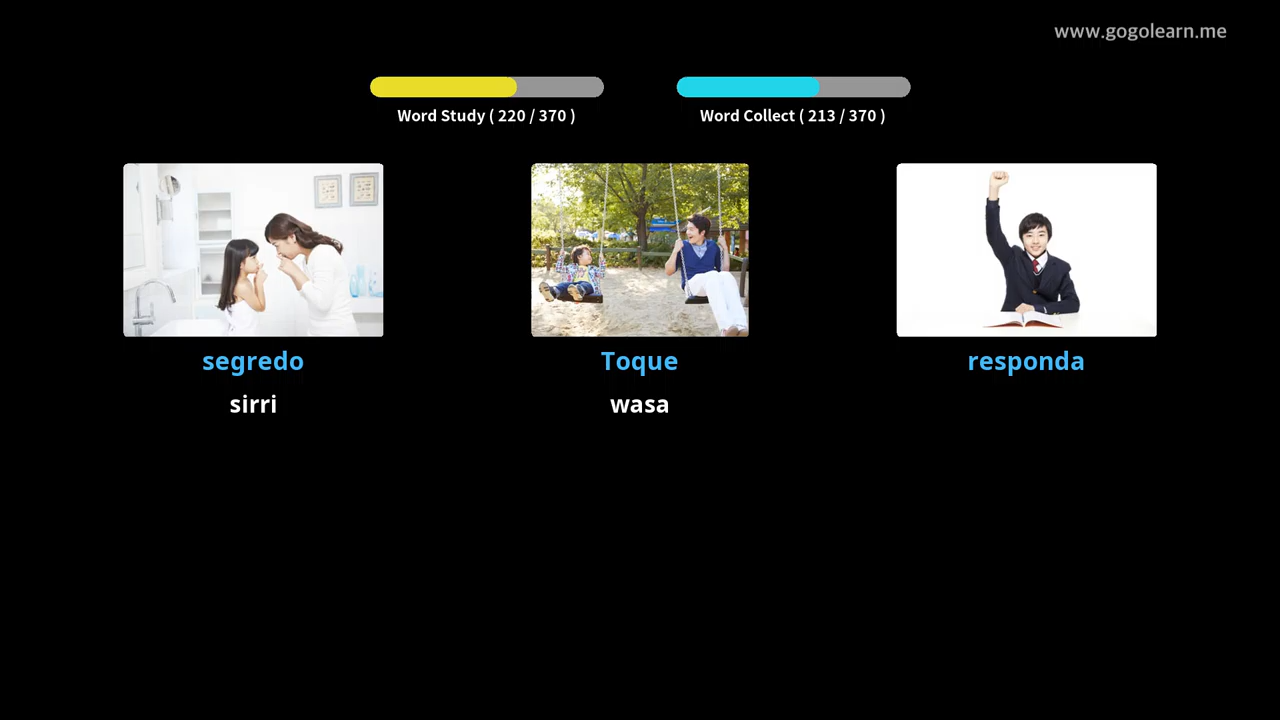 www.gogolearn.me
Word Study ( 220 / 370 )
Word Collect ( 213 / 370 )
segredo
Toque
responda
sirri
wasa